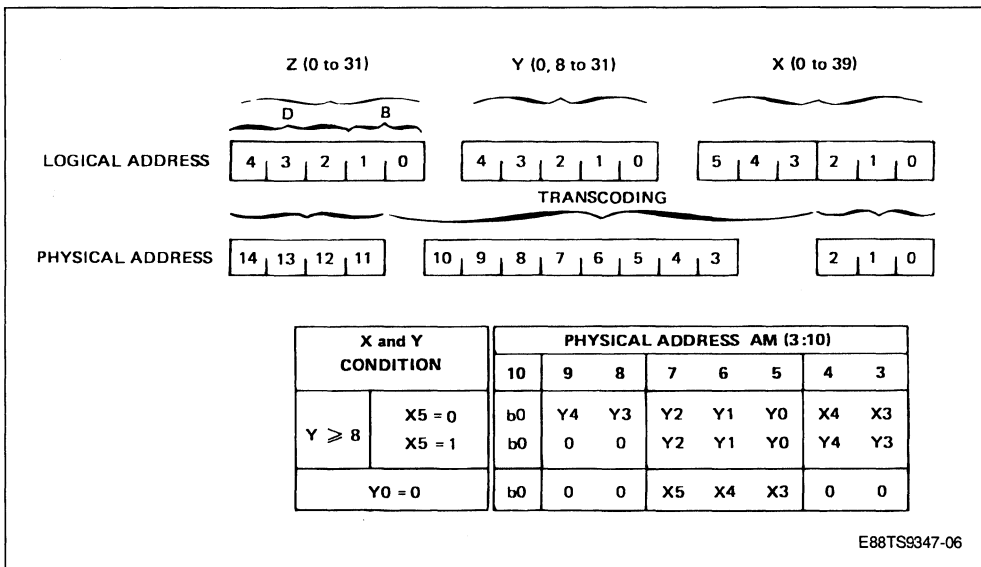 Z (0 to 31) Y (0, 8 to 31) X (0 to 39)
D B
LOGICAL ADDRESS 4 3 2 1 0 4 3 2 1 0 5 4 3 2 1 0
TRANSCODING
PHYSICAL ADDRESS 14 13 12 11 10 9 8 7 6 5 4 3 2 1 0
X and Y CONDITION PHYSICAL ADDRESS AM (3:10)
10 9 8 7 6 5 4 3
Y ⩾ 8 X5 = 0 b0 Y4 Y3 Y2 Y1 Y0 X4 X3
X5 = 1 b0 0 0 Y2 Y1 Y0 Y4 Y3
Y0 = 0 b0 0 0 X5 X4 X3 0 0
E88TS9347-06